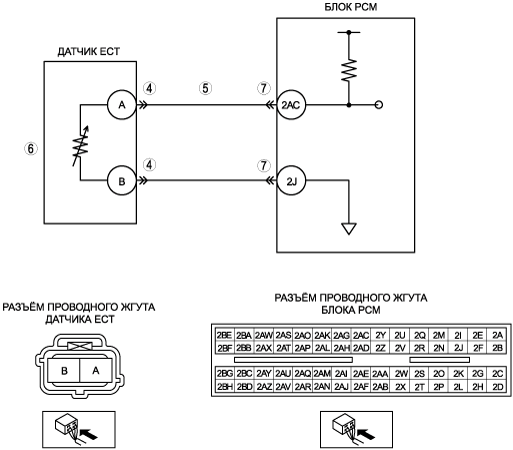 БЛОК PCM
ДАТЧИК ECT
4
5
7
A
2AC
6
4
7
B
2J
РАЗЪЁМ ПРОВОДНОГО ЖГУТА
ДАТЧИКА ECT
РАЗЪЁМ ПРОВОДНОГО ЖГУТА
БЛОКА PCM
B A
2BE 2BA 2AW 2AS 2AO 2AK 2AG 2AC 2Y 2U 2Q 2M 2I 2E 2A
2BF 2BB 2AX 2AT 2AP 2AL 2AH 2AD 2Z 2V 2R 2N 2J 2F 2B
2BG 2BC 2AY 2AU 2AQ 2AM 2AI 2AE 2AA 2W 2S 2O 2K 2G 2C
2BH 2BD 2AZ 2AV 2AR 2AN 2AJ 2AF 2AB 2X 2T 2P 2L 2H 2D